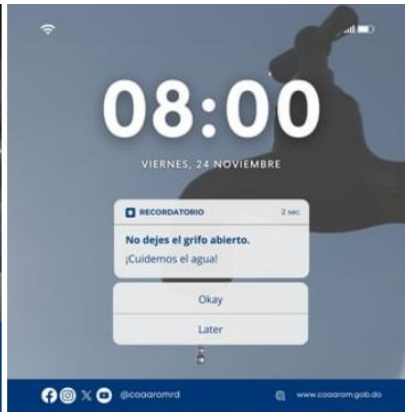 08:00
VIERNES, 24 NOVIEMBRE
RECORDATORIO 2 sec
No dejes el grifo abierto.
¡Cuidemos el agua!
Okay
Later
@coaaromrd
www.coaarom.gob.do